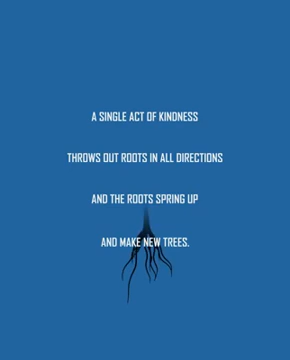 A SINGLE ACT OF KINDNESS
THROWS OUT ROOTS IN ALL DIRECTIONS
AND THE ROOTS SPRING UP
AND MAKE NEW TREES.